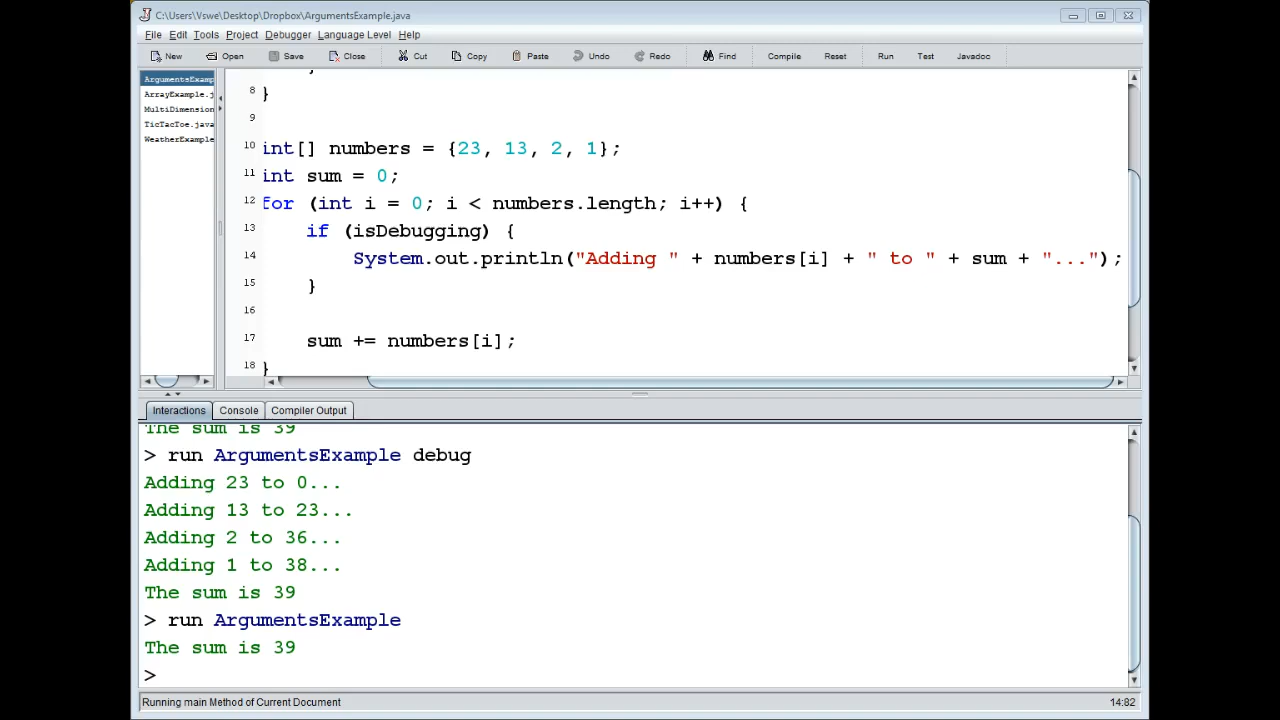 C:\Users\Vswe\Desktop\Dropbox\ArgumentsExample.java
File Edit Tools Project Debugger Language Level Help
New Open Save Close Cut Copy Paste Undo Redo Find Compile Reset Run Test Javadoc
ArgumentsExamp
ArrayExample.j
MultiDimension
TicTacToe.java
WeatherExample
}
8 }
9
10 int[] numbers = {23, 13, 2, 1};
11 int sum = 0;
12 for (int i = 0; i < numbers.length; i++) {
13 if (isDebugging) {
14 System.out.println("Adding " + numbers[i] + " to " + sum + "...");
15 }
16
17 sum += numbers[i];
18 }
Interactions Console Compiler Output
The sum is 39
> run ArgumentsExample debug
Adding 23 to 0...
Adding 13 to 23...
Adding 2 to 36...
Adding 1 to 38...
The sum is 39
> run ArgumentsExample
The sum is 39
>
Running main Method of Current Document 14:82